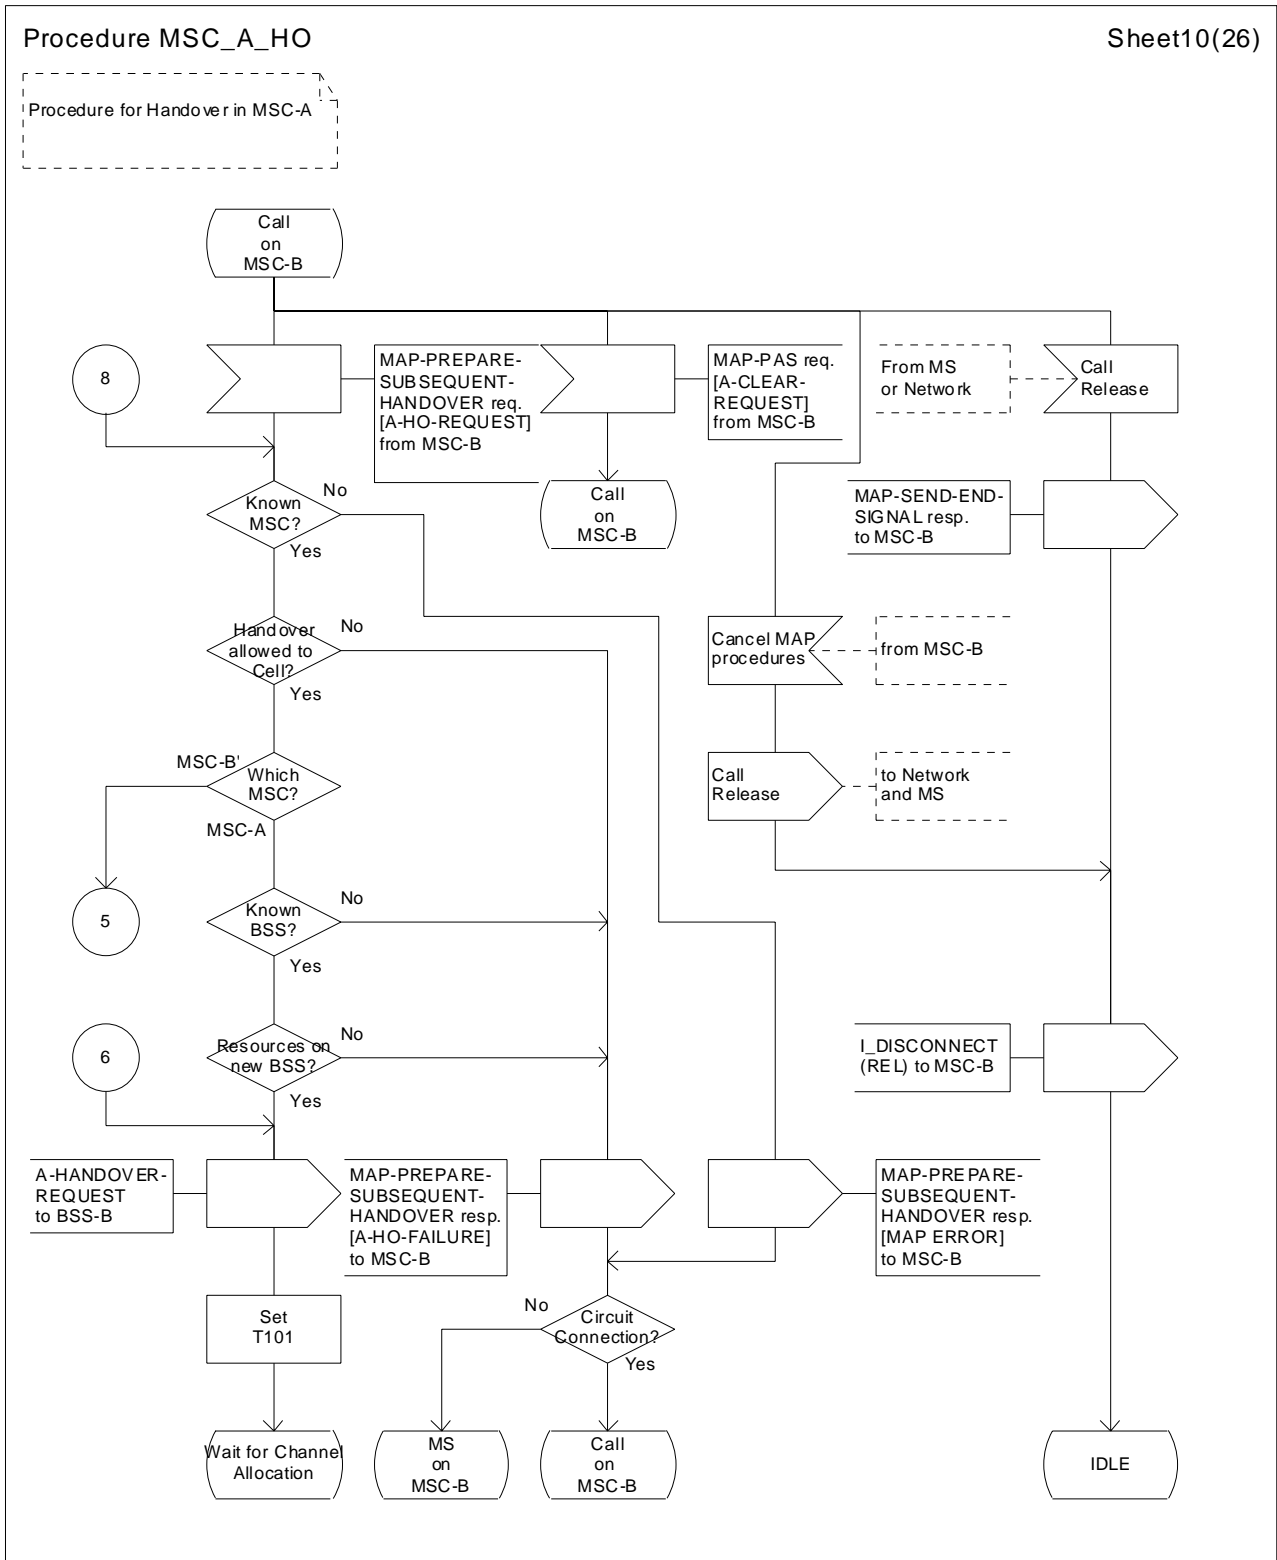 Procedure MSC_A_HO
Sheet10(26)
Procedure for Handover in MSC-A
Call
on
MSC-B
8
MAP-PREPARE-
SUBSEQUENT-
HANDOVER req.
[A-HO-REQUEST]
from MSC-B
MAP-PAS req.
[A-CLEAR-
REQUEST]
from MSC-B
From MS
or Network
Call
Release
Known
MSC?
No
Yes
Call
on
MSC-B
MAP-SEND-END-
SIGNAL resp.
to MSC-B
Handover
allowed to
Cell?
No
Yes
Cancel MAP
procedures
from MSC-B
MSC-B'
Which
MSC?
MSC-A
Call
Release
to Network
and MS
5
Known
BSS?
No
Yes
6
Resources on
new BSS?
No
Yes
I_DISCONNECT
(REL) to MSC-B
A-HANDOVER-
REQUEST
to BSS-B
MAP-PREPARE-
SUBSEQUENT-
HANDOVER resp.
[A-HO-FAILURE]
to MSC-B
MAP-PREPARE-
SUBSEQUENT-
HANDOVER resp.
[MAP ERROR]
to MSC-B
Set
T101
No
Circuit
Connection?
Yes
Wait for Channel
Allocation
MS
on
MSC-B
Call
on
MSC-B
IDLE